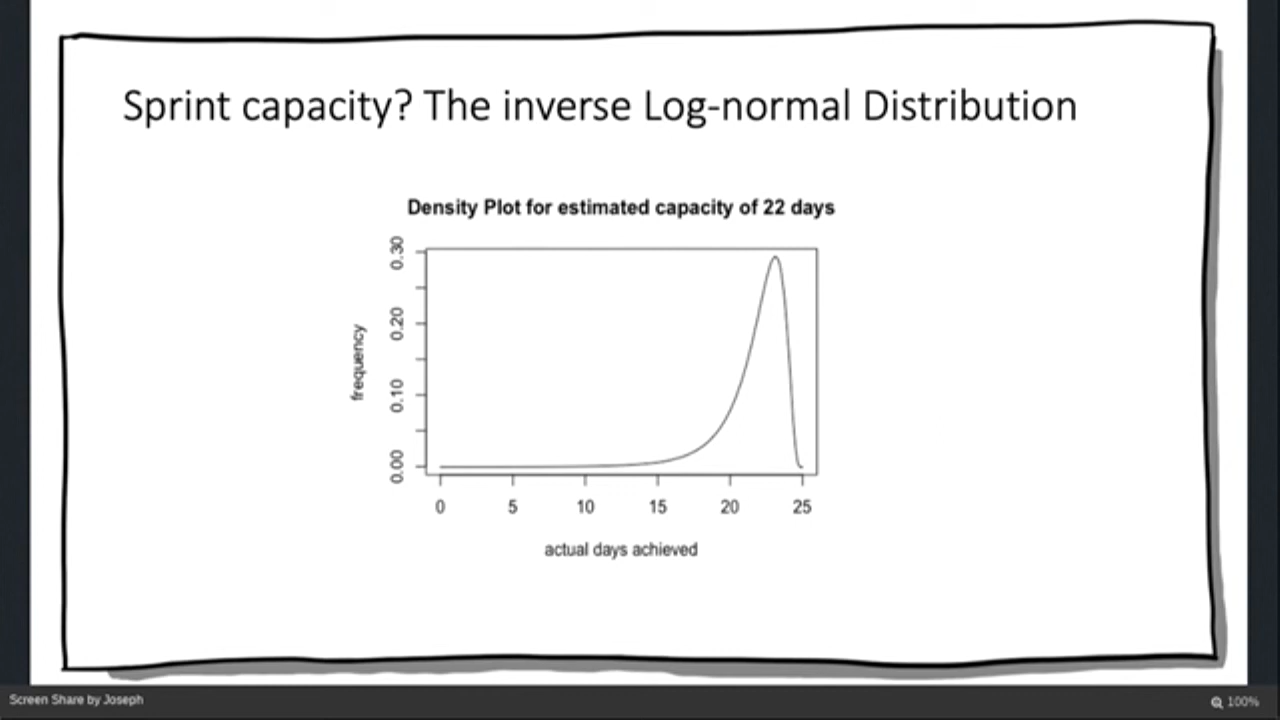 Sprint capacity? The inverse Log-normal Distribution
Density Plot for estimated capacity of 22 days
0.30
0.20
0.10
0.00
frequency
0 5 10 15 20 25
actual days achieved
Screen Share by Joseph
100%